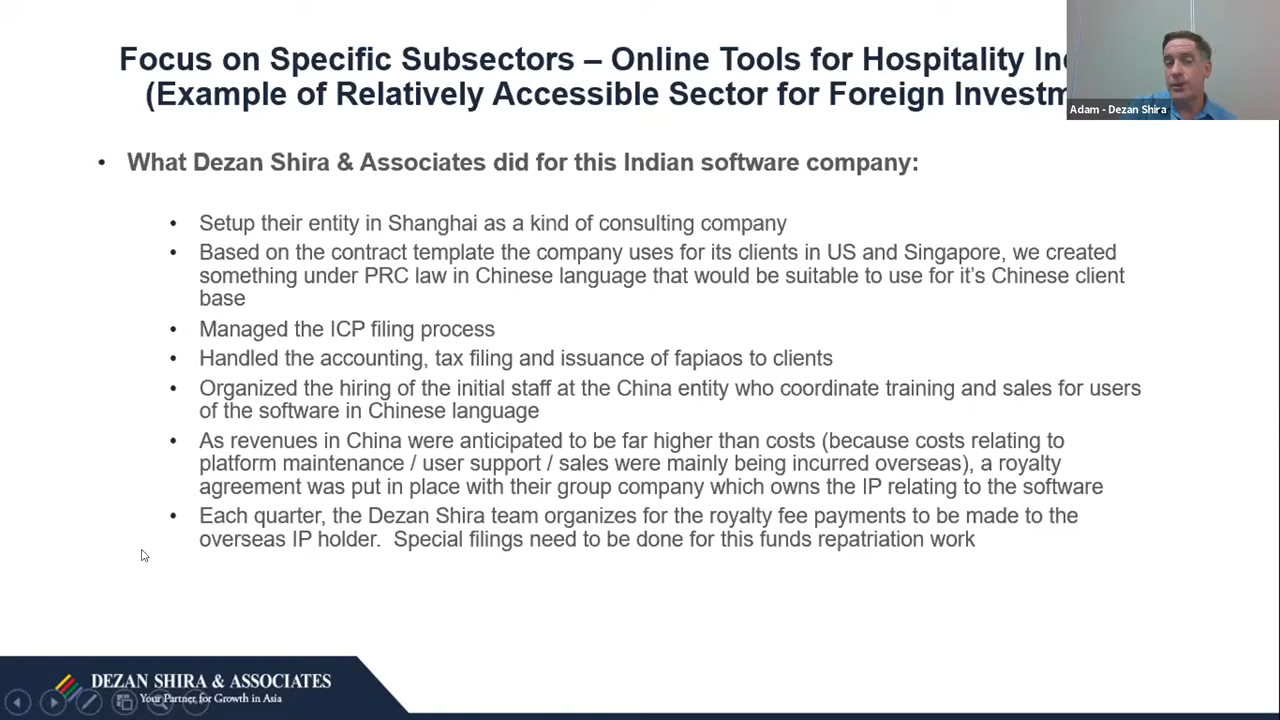 Focus on Specific Subsectors – Online Tools for Hospitality
(Example of Relatively Accessible Sector for Foreign
Adam - Dezan Shira
• What Dezan Shira & Associates did for this Indian software company:
• Setup their entity in Shanghai as a kind of consulting company
• Based on the contract template the company uses for its clients in US and Singapore, we created
something under PRC law in Chinese language that would be suitable to use for it's Chinese client
base
• Managed the ICP filing process
• Handled the accounting, tax filing and issuance of fapiaos to clients
• Organized the hiring of the initial staff at the China entity who coordinate training and sales for users
of the software in Chinese language
• As revenues in China were anticipated to be far higher than costs (because costs relating to
platform maintenance / user support / sales were mainly being incurred overseas), a royalty
agreement was put in place with their group company which owns the IP relating to the software
• Each quarter, the Dezan Shira team organizes for the royalty fee payments to be made to the
overseas IP holder.  Special filings need to be done for this funds repatriation work
DEZAN SHIRA & ASSOCIATES
Your Partner for Growth in Asia